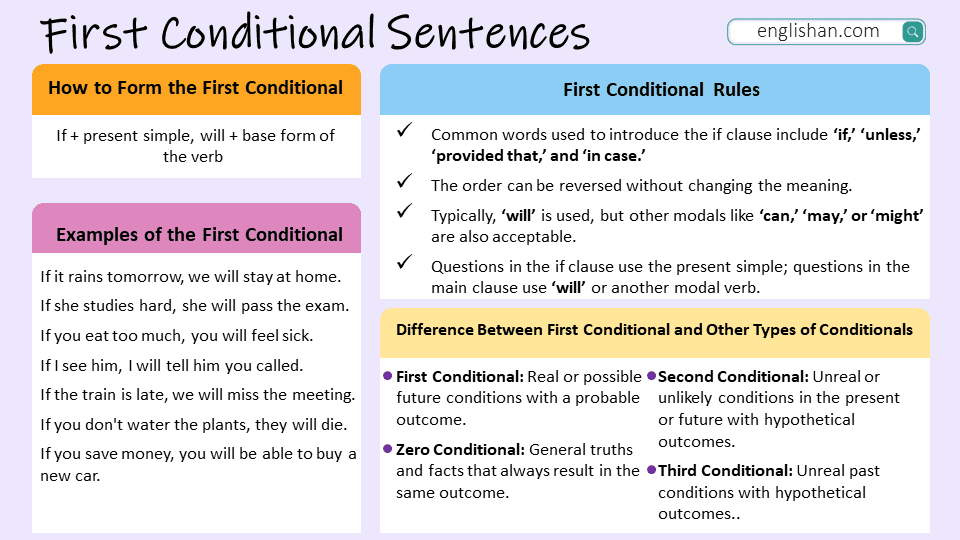 First Conditional Sentences
englishan.com
How to Form the First Conditional
If + present simple, will + base form of
the verb
Examples of the First Conditional
If it rains tomorrow, we will stay at home.
If she studies hard, she will pass the exam.
If you eat too much, you will feel sick.
If I see him, I will tell him you called.
If the train is late, we will miss the meeting.
If you don't water the plants, they will die.
If you save money, you will be able to buy a
new car.
First Conditional Rules
Common words used to introduce the if clause include ‘if,’ ‘unless,’
‘provided that,’ and ‘in case.’
The order can be reversed without changing the meaning.
Typically, ‘will’ is used, but other modals like ‘can,’ ‘may,’ or ‘might’
are also acceptable.
Questions in the if clause use the present simple; questions in the
main clause use ‘will’ or another modal verb.
Difference Between First Conditional and Other Types of Conditionals
First Conditional: Real or possible
future conditions with a probable
outcome.
Zero Conditional: General truths
and facts that always result in the
same outcome.
Second Conditional: Unreal or
unlikely conditions in the present
or future with hypothetical
outcomes.
Third Conditional: Unreal past
conditions with hypothetical
outcomes..